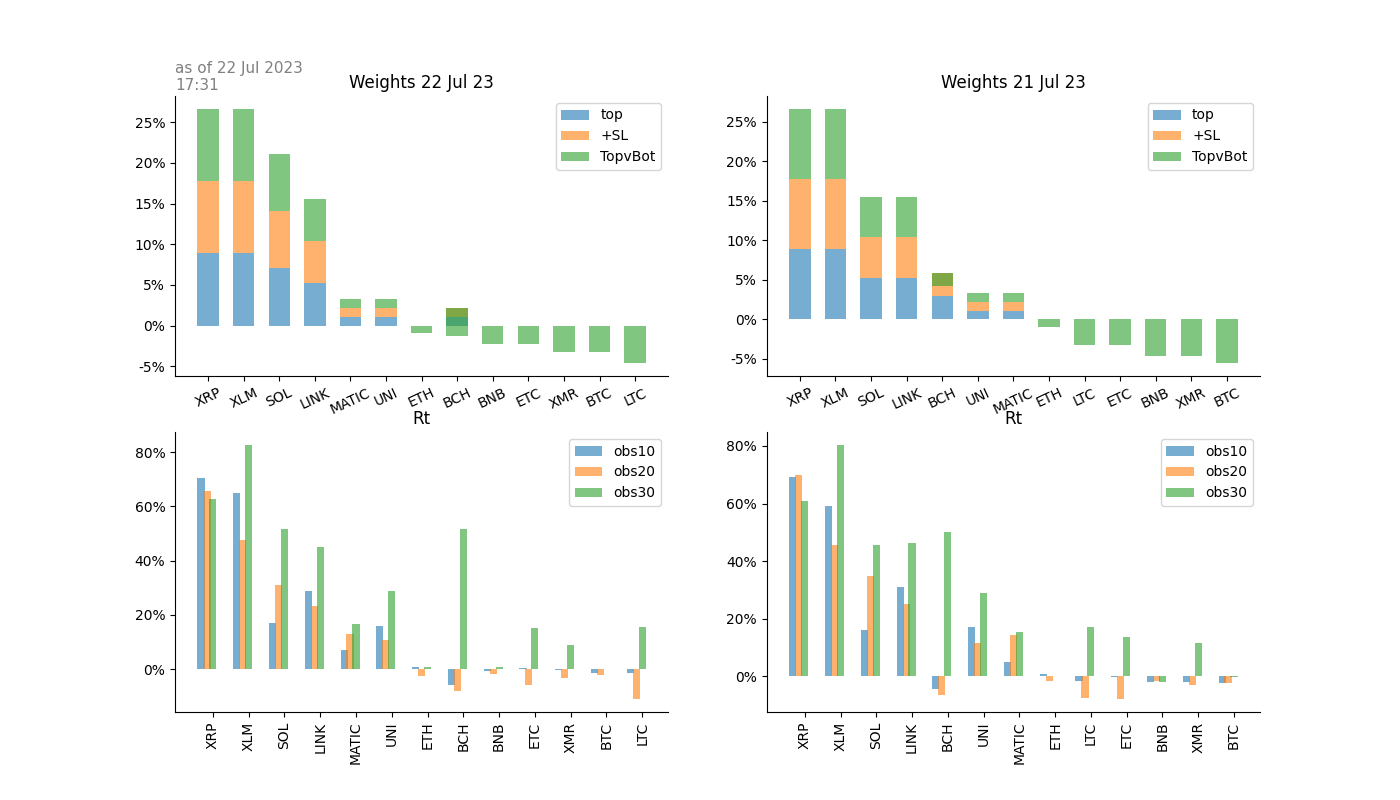 as of 22 Jul 2023
17:31
Weights 22 Jul 23
25%
20%
15%
10%
5%
0%
-5%
top
+SL
TopvBot
XRP XLM SOL LINK MATIC UNI ETH BCH BNB ETC XMR BTC LTC
Weights 21 Jul 23
25%
20%
15%
10%
5%
0%
-5%
top
+SL
TopvBot
XRP XLM SOL LINK BCH UNI MATIC ETH LTC ETC BNB XMR BTC
Rt
80%
60%
40%
20%
0%
obs10
obs20
obs30
XRP XLM SOL LINK MATIC UNI ETH BCH BNB ETC XMR BTC LTC
Rt
80%
60%
40%
20%
0%
obs10
obs20
obs30
XRP XLM SOL LINK BCH UNI MATIC ETH LTC ETC BNB XMR BTC